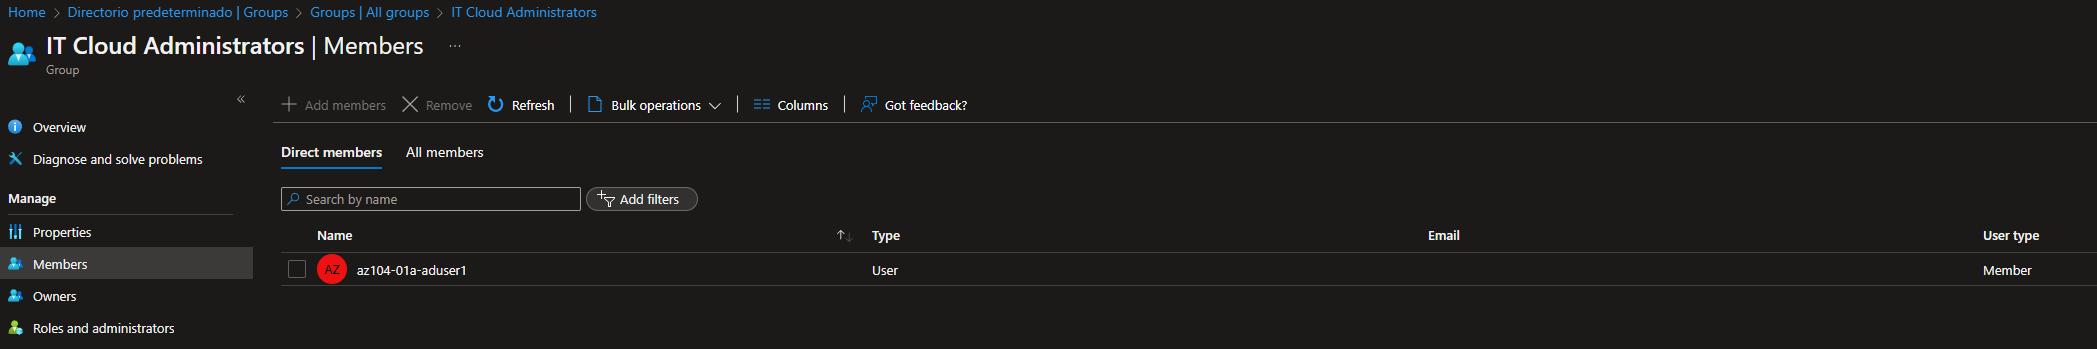 Home > Directorio predeterminado | Groups > Groups | All groups > IT Cloud Administrators
IT Cloud Administrators | Members ...
Group
«
Add members Remove Refresh | Bulk operations | Columns | Got feedback?
Overview
Diagnose and solve problems
Manage
Properties
Members
Owners
Roles and administrators
Direct members All members
Search by name Add filters
Name ↑↓ Type Email User type
AZ az104-01a-aduser1 User Member